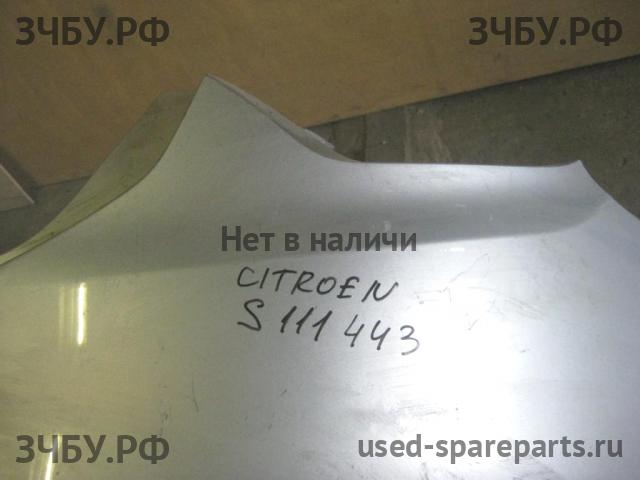 ЗЧБУ.РФ ЗЧБУ.РФ
Нет в наличи
CITROEN
S 111 443
ЗЧБУ.РФ used-spareparts.ru